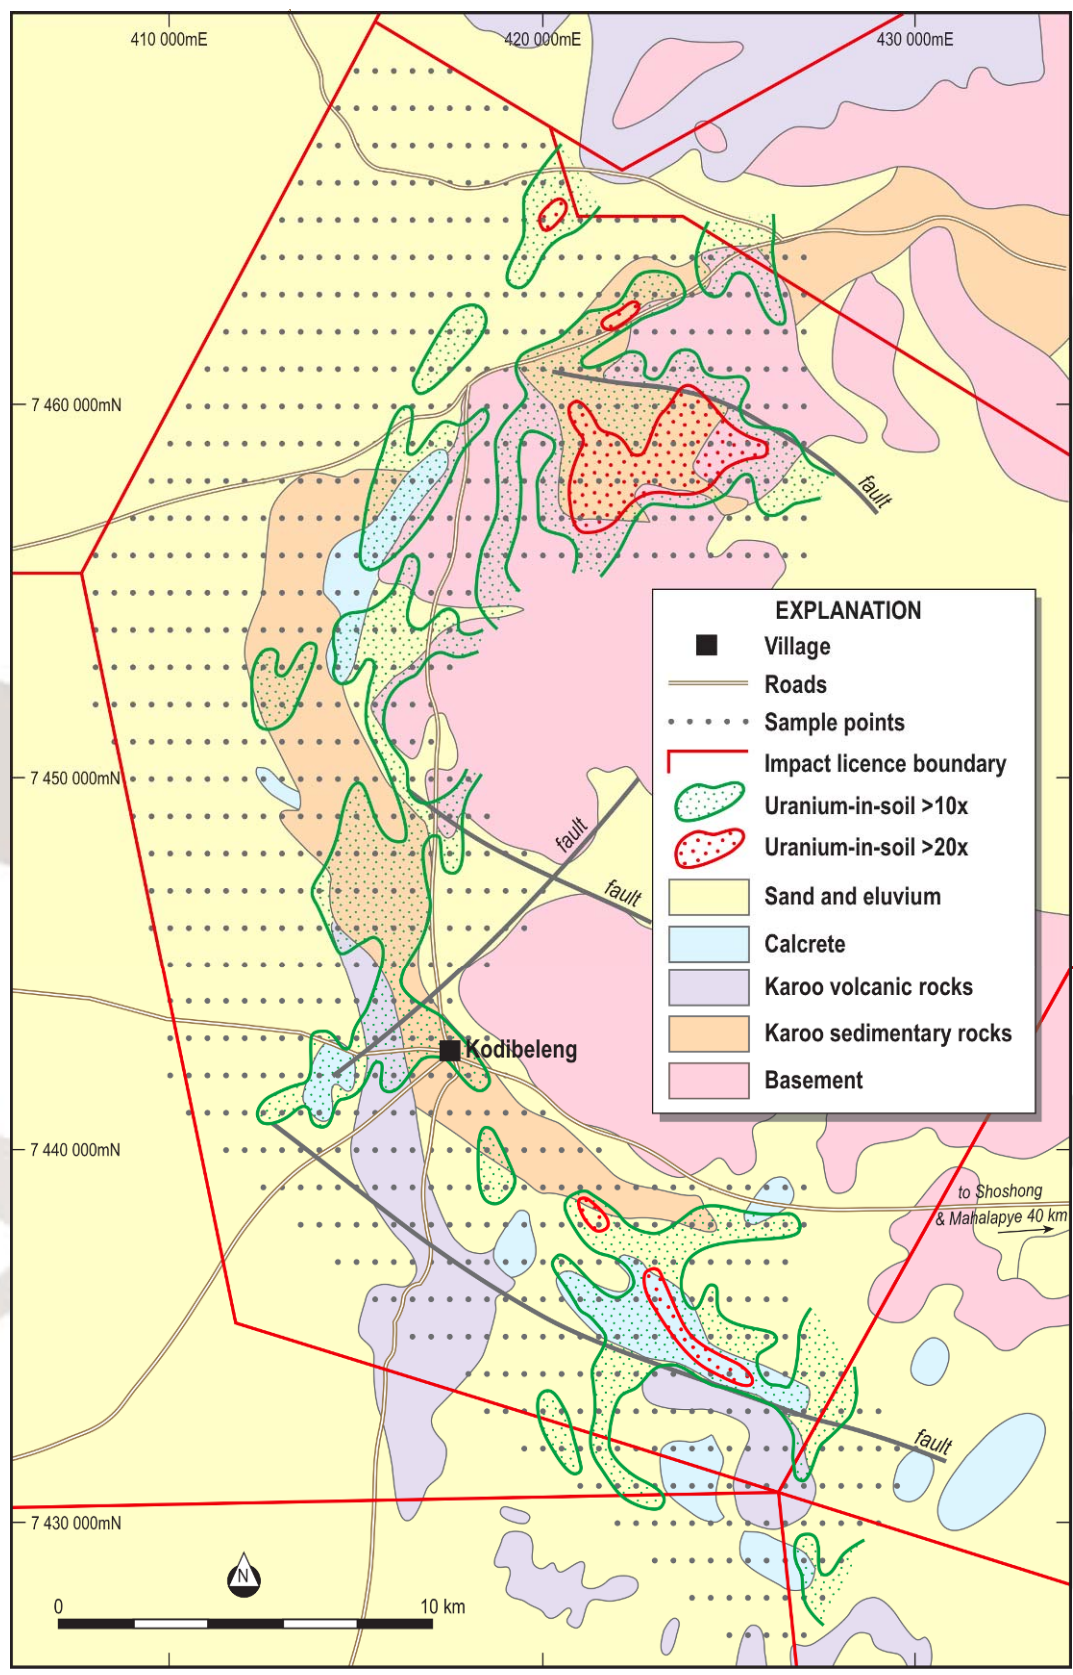 410 000mE
420 000mE
430 000mE
7 460 000mN
fault
EXPLANATION
Village
Roads
Sample points
Impact licence boundary
Uranium-in-soil >10x
Uranium-in-soil >20x
Sand and eluvium
Calcrete
Karoo volcanic rocks
Karoo sedimentary rocks
Basement
7 450 000mN
fault
fault
Kodibeleng
7 440 000mN
to Shoshong
& Mahalapye 40 km
fault
7 430 000mN
N
0
10 km